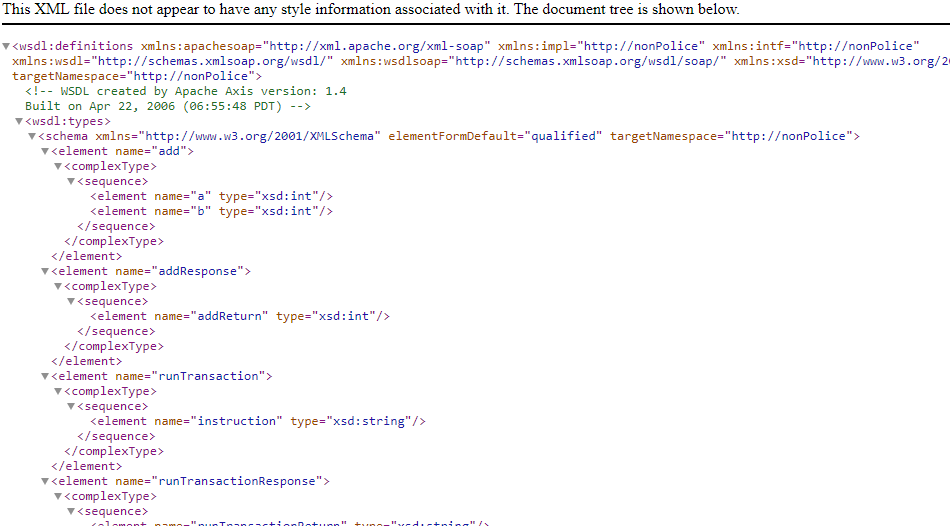 This XML file does not appear to have any style information associated with it. The document tree is shown below.
▼<wsdl:definitions xmlns:apachesoap="http://xml.apache.org/xml-soap" xmlns:impl="http://nonPolice" xmlns:intf="http://nonPolice"
xmlns:wsdl="http://schemas.xmlsoap.org/wsdl/" xmlns:wsdlsoap="http://schemas.xmlsoap.org/wsdl/soap/" xmlns:xsd="http://www.w3.org/2
targetNamespace="http://nonPolice">
<!-- WSDL created by Apache Axis version: 1.4
Built on Apr 22, 2006 (06:55:48 PDT) -->
▼<wsdl:types>
▼<schema xmlns="http://www.w3.org/2001/XMLSchema" elementFormDefault="qualified" targetNamespace="http://nonPolice">
▼<element name="add">
▼<complexType>
▼<sequence>
<element name="a" type="xsd:int"/>
<element name="b" type="xsd:int"/>
</sequence>
</complexType>
</element>
▼<element name="addResponse">
▼<complexType>
▼<sequence>
<element name="addReturn" type="xsd:int"/>
</sequence>
</complexType>
</element>
▼<element name="runTransaction">
▼<complexType>
▼<sequence>
<element name="instruction" type="xsd:string"/>
</sequence>
</complexType>
</element>
▼<element name="runTransactionResponse">
▼<complexType>
▼<sequence>
<element name="runTransactionReturn" type="xsd:string"/>